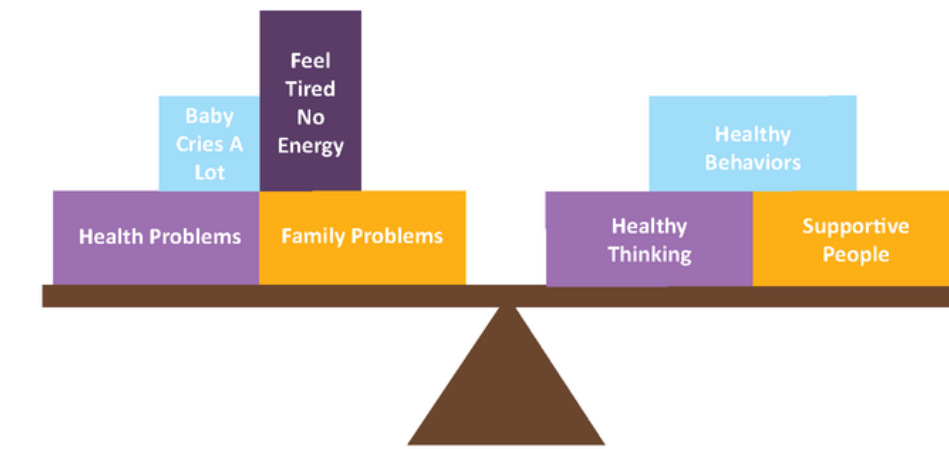 Feel
Tired
No
Energy
Baby
Cries A
Lot
Health Problems
Family Problems
Healthy
Behaviors
Healthy
Thinking
Supportive
People